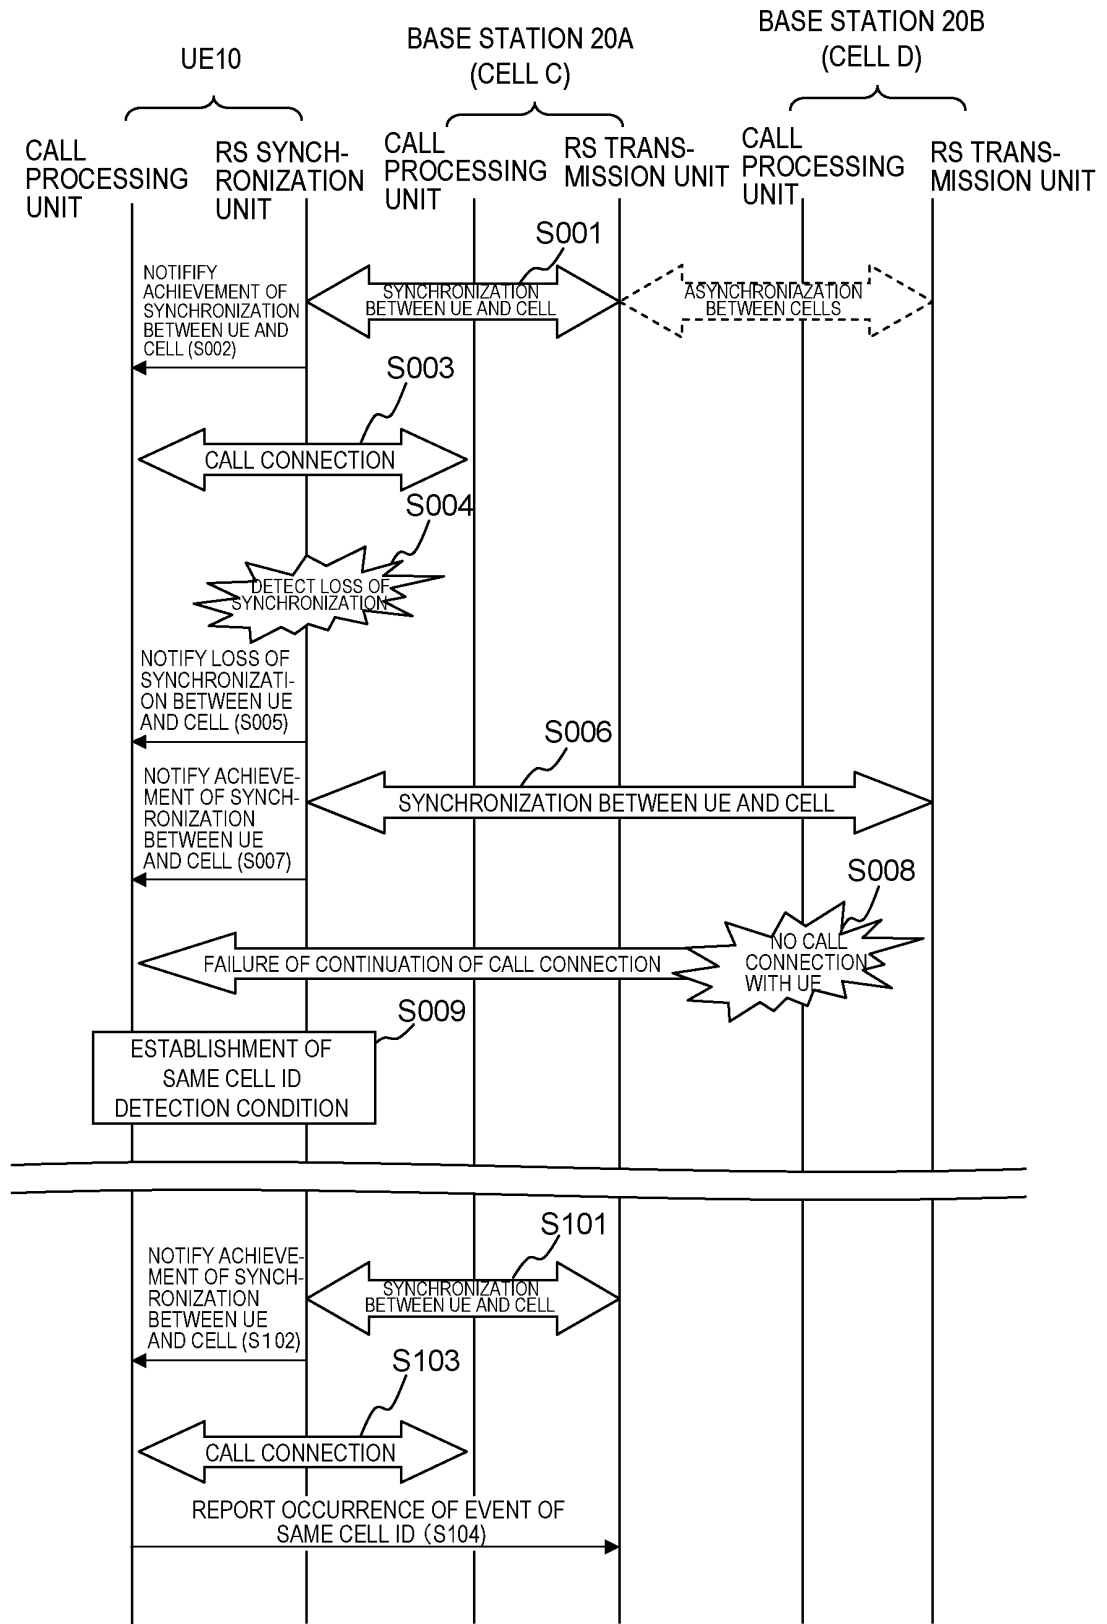 UE10
BASE STATION 20A
(CELL C)
BASE STATION 20B
(CELL D)
CALL
PROCESSING
UNIT
RS SYNCH-
RONIZATION
UNIT
CALL
PROCESSING
UNIT
RS TRANS-
MISSION UNIT
CALL
PROCESSING
UNIT
RS TRANS-
MISSION UNIT
S001
NOTIFIFY
ACHIEVEMENT OF
SYNCHRONIZATION
BETWEEN UE AND
CELL (S002)
SYNCHRONIZATION
BETWEEN UE AND CELL
ASYNCHRONIAZATION
BETWEEN CELLS
S003
CALL CONNECTION
S004
DETECT LOSS OF
SYNCHRONIZATION
NOTIFY LOSS OF
SYNCHRONIZATI-
ON BETWEEN UE
AND CELL (S005)
S006
SYNCHRONIZATION BETWEEN UE AND CELL
NOTIFY ACHIEVE-
MENT OF SYNCH-
RONIZATION
BETWEEN UE
AND CELL (S007)
S008
NO CALL
CONNECTION
WITH UE
FAILURE OF CONTINUATION OF CALL CONNECTION
S009
ESTABLISHMENT OF
SAME CELL ID
DETECTION CONDITION
S101
NOTIFY ACHIEVE-
MENT OF SYNCH-
RONIZATION
BETWEEN UE
AND CELL (S102)
SYNCHRONIZATION
BETWEEN UE AND CELL
S103
CALL CONNECTION
REPORT OCCURRENCE OF EVENT OF
SAME CELL ID (S104)